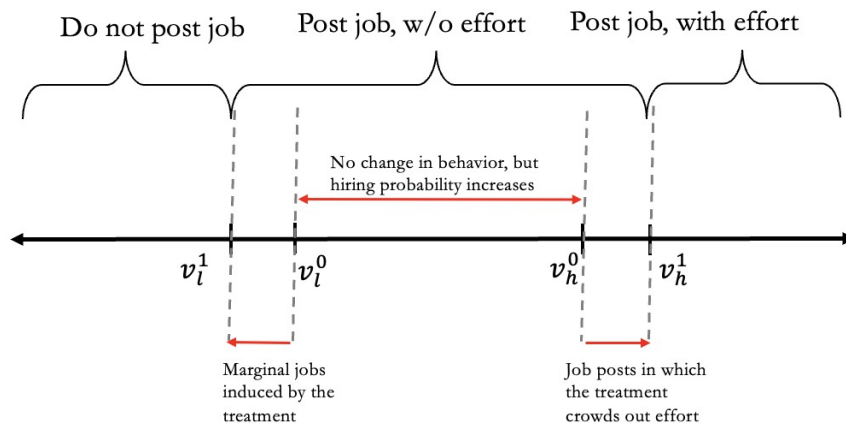 Do not post job
Post job, w/o effort
Post job, with effort
No change in behavior, but
hiring probability increases
v_l^1
v_l^0
v_h^0
v_h^1
Marginal jobs
induced by the
treatment
Job posts in which
the treatment
crowds out effort